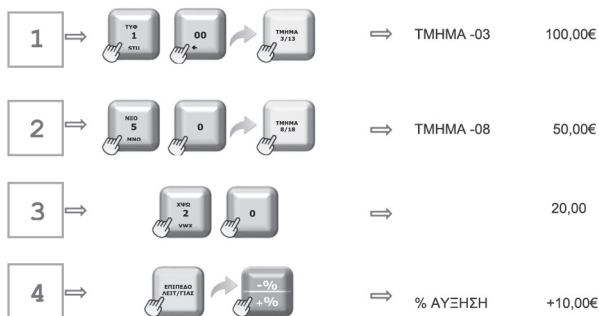 1 ΤΥΦ 1 STU 00 ΤΜΗΜΑ 3/13 ΤΜΗΜΑ -03 100,00€
2 ΝΞΟ 5 ΜΝΟ 0 ΤΜΗΜΑ 8/18 ΤΜΗΜΑ -08 50,00€
3 ΧΨΩ 2 VWX 0 20,00
4 ΕΠΙΠΕΔΟ ΛΕΙΤ/ΓΙΑΣ -% +% % ΑΥΞΗΣΗ +10,00€